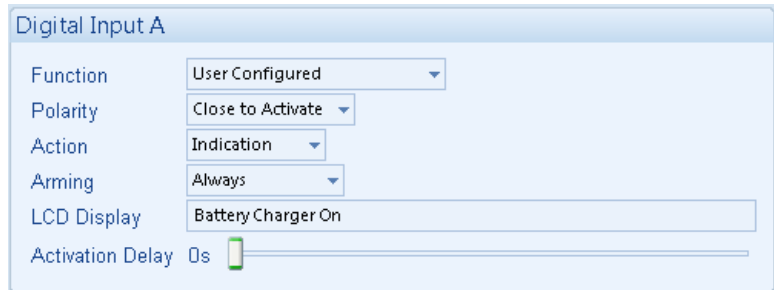 Digital Input A
Function User Configured
Polarity Close to Activate
Action Indication
Arming Always
LCD Display Battery Charger On
Activation Delay 0s